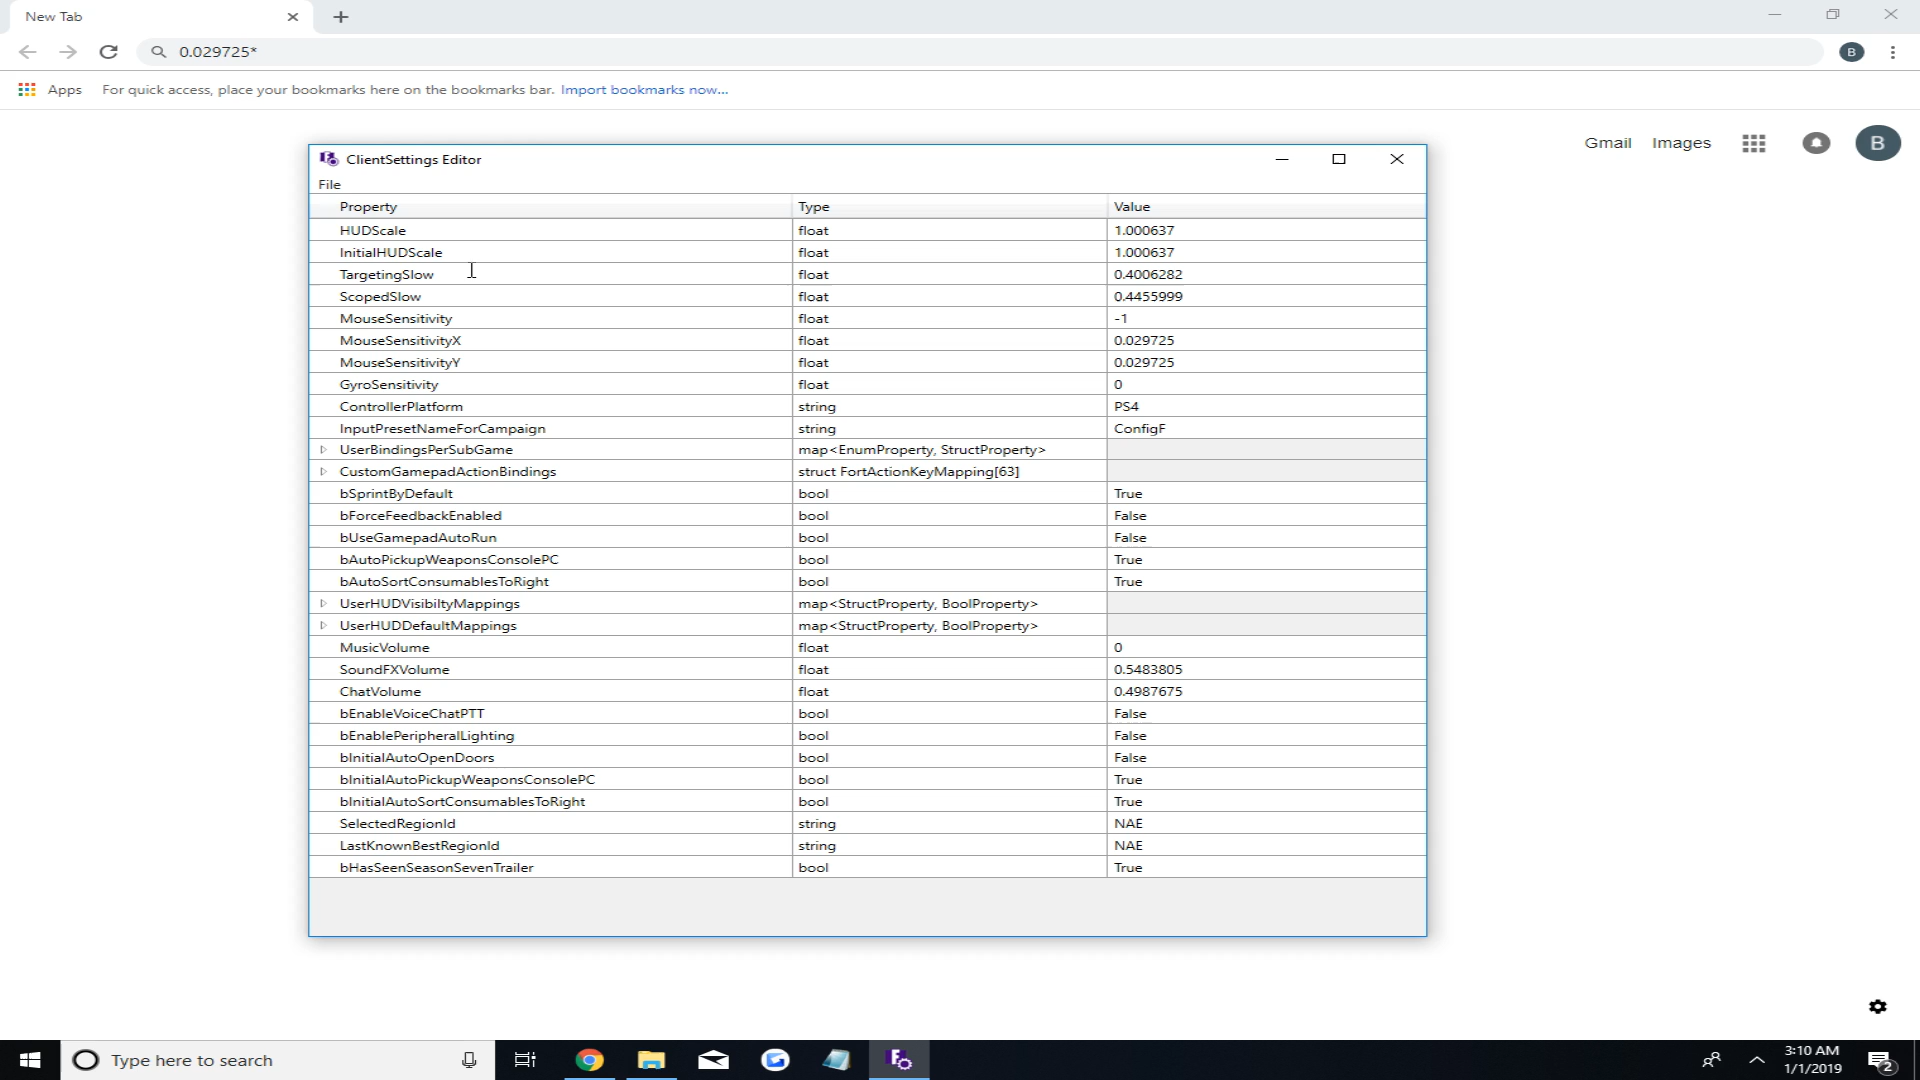 New Tab
0.029725*
B
Apps For quick access, place your bookmarks here on the bookmarks bar. Import bookmarks now...
Gmail Images B
ClientSettings Editor
File
Property Type Value
HUDScale float 1.000637
InitialHUDScale float 1.000637
TargetingSlow float 0.4006282
ScopedSlow float 0.4455999
MouseSensitivity float -1
MouseSensitivityX float 0.029725
MouseSensitivityY float 0.029725
GyroSensitivity float 0
ControllerPlatform string PS4
InputPresetNameForCampaign string ConfigF
UserBindingsPerSubGame map<EnumProperty, StructProperty>
CustomGamepadActionBindings struct FortActionKeyMapping[63]
bSprintByDefault bool True
bForceFeedbackEnabled bool False
bUseGamepadAutoRun bool False
bAutoPickupWeaponsConsolePC bool True
bAutoSortConsumablesToRight bool True
UserHUDVisibiltyMappings map<StructProperty, BoolProperty>
UserHUDDefaultMappings map<StructProperty, BoolProperty>
MusicVolume float 0
SoundFXVolume float 0.5483805
ChatVolume float 0.4987675
bEnableVoiceChatPTT bool False
bEnablePeripheralLighting bool False
bInitialAutoOpenDoors bool False
bInitialAutoPickupWeaponsConsolePC bool True
bInitialAutoSortConsumablesToRight bool True
SelectedRegionId string NAE
LastKnownBestRegionId string NAE
bHasSeenSeasonSevenTrailer bool True
Type here to search
3:10 AM
1/1/2019
2